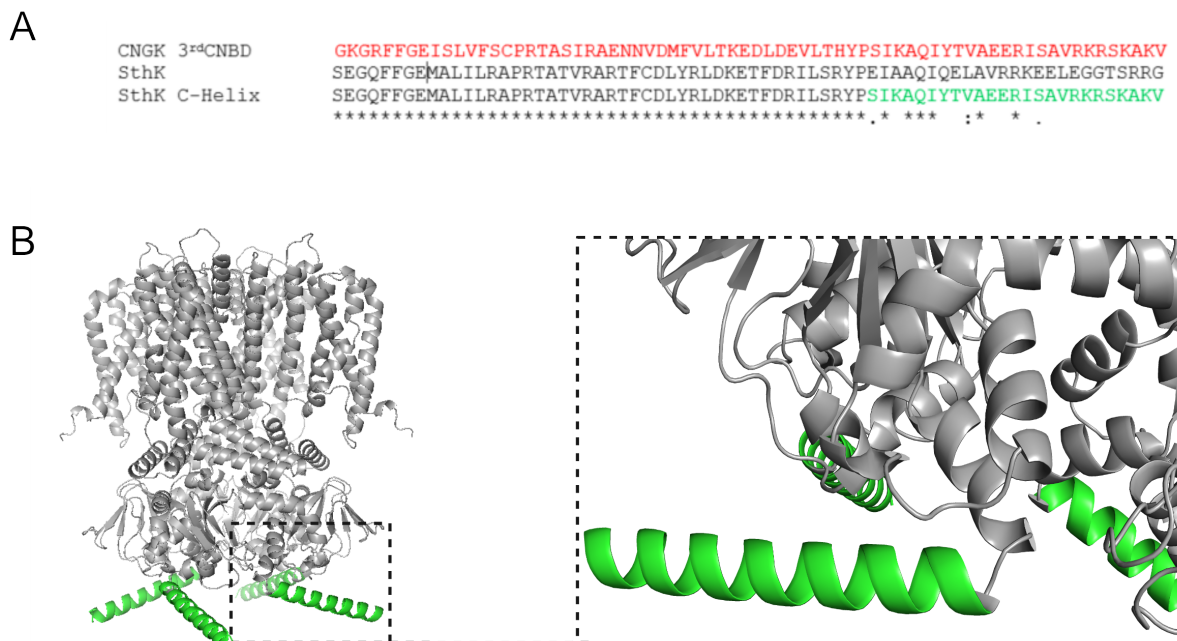 A
CNGK 3rdCNBD GKGRFFGEISLVFSCPRTASIRAENNVDMFVLTKEDLDEVLTHYPSIKAQIYTVAEERISAVRKRSKAKV
SthK SEGQFFGEMALILRAPRTATVRARTFCDLYRLDKETFDRILSRYPEIAAQIQELAVRRKEELEGGTSRRG
SthK C-Helix SEGQFFGEMALILRAPRTATVRARTFCDLYRLDKETFDRILSRYPSIKAQIYTVAEERISAVRKRSKAKV
*********************************************.* *** :* * .
B